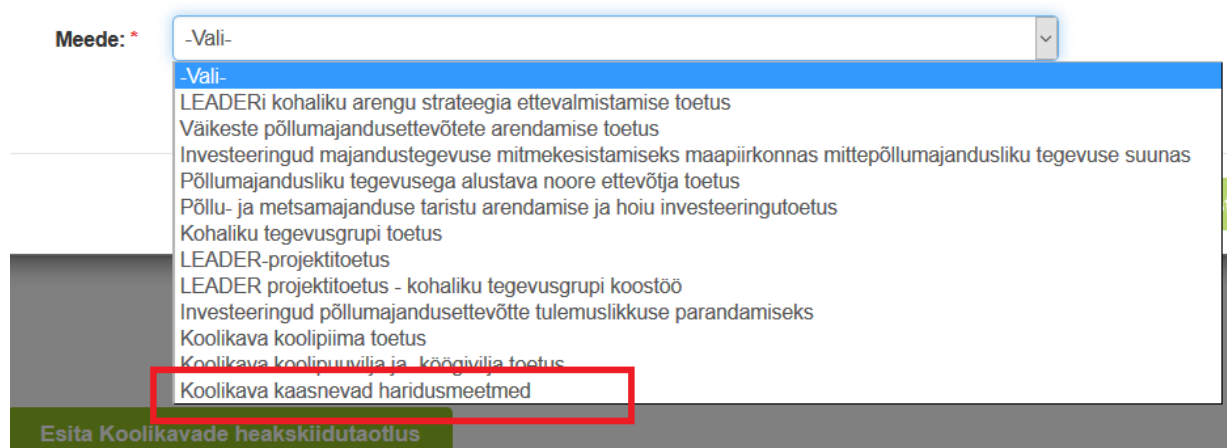 Meede: * -Vali-
-Vali-
LEADERi kohaliku arengu strateegia ettevalmistamise toetus
Väikeste põllumajandusettevõtete arendamise toetus
Investeeringud majandustegevuse mitmekesistamiseks maapiirkonnas mittepõllumajandusliku tegevuse suunas
Põllumajandusliku tegevusega alustava noore ettevõtja toetus
Põllu- ja metsamajanduse taristu arendamise ja hoiu investeeringutoetus
Kohaliku tegevusgrupi toetus
LEADER-projektitoetus
LEADER projektitoetus - kohaliku tegevusgrupi koostöö
Investeeringud põllumajandusettevõtte tulemuslikkuse parandamiseks
Koolikava koolipiima toetus
Koolikava koolipuuvilja ja -köögivilja toetus
Koolikava kaasnevad haridusmeetmed
Esita Koolikavade heakskiidutaotlus